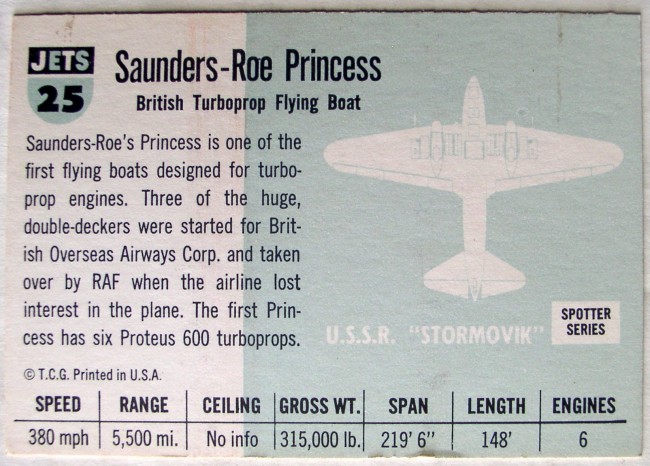 JETS
25
Saunders-Roe Princess
British Turboprop Flying Boat
Saunders-Roe's Princess is one of the
first flying boats designed for turbo-
prop engines. Three of the huge,
double-deckers were started for Brit-
ish Overseas Airways Corp. and taken
over by RAF when the airline lost
interest in the plane. The first Prin-
cess has six Proteus 600 turboprops.
© T.C.G. Printed in U.S.A.
U.S.S.R. "STORMOVIK"
SPOTTER
SERIES
SPEED RANGE CEILING GROSS WT. SPAN LENGTH ENGINES
380 mph 5,500 mi. No info 315,000 lb. 219' 6" 148' 6